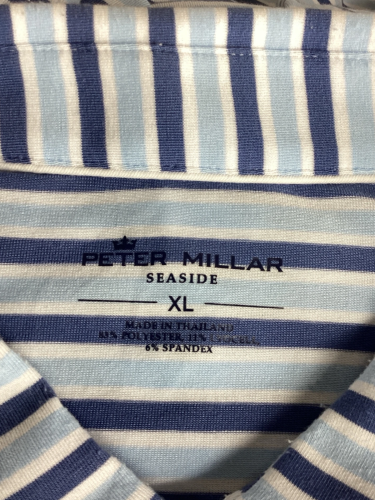 PETER MILLAR
SEASIDE
XL
MADE IN THAILAND
83% POLYESTER, 11%
6% SPANDEX